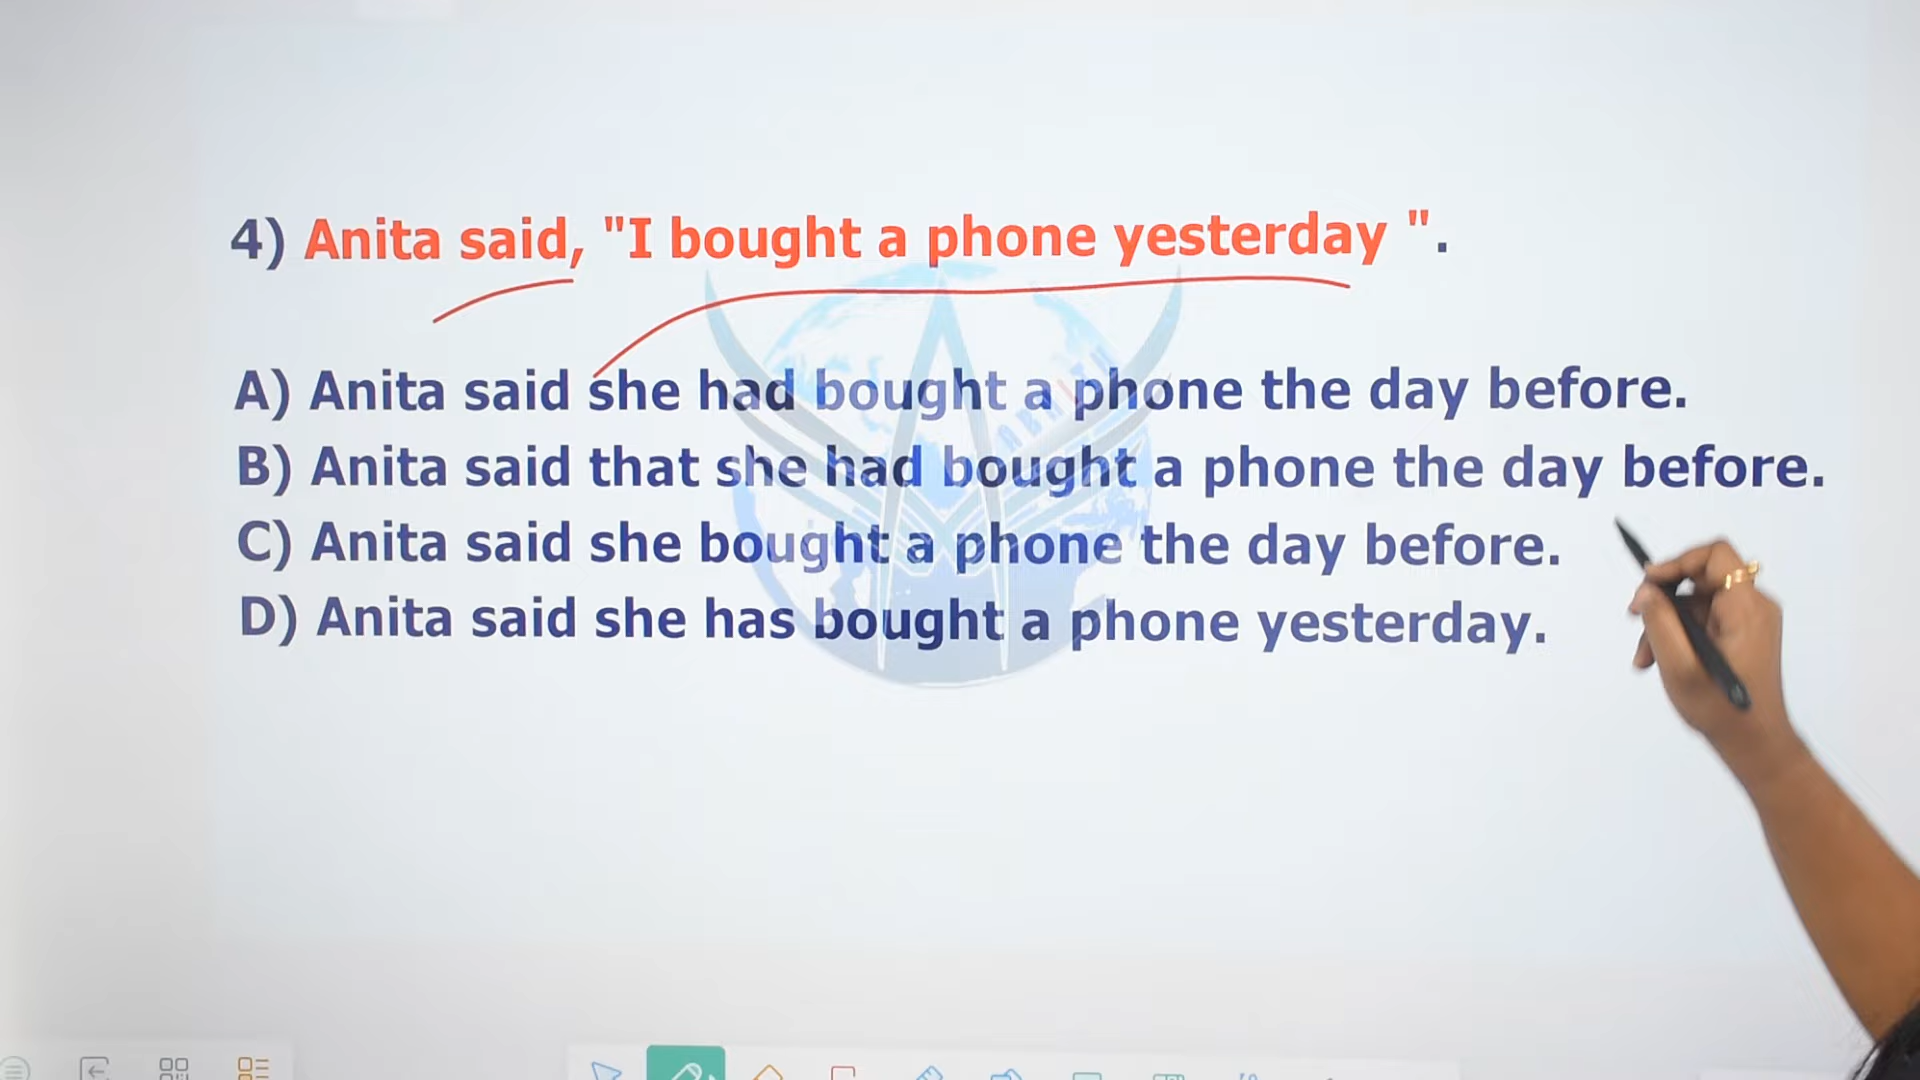 4) Anita said, "I bought a phone yesterday ".
A) Anita said she had bought a phone the day before.
B) Anita said that she had bought a phone the day before.
C) Anita said she bought a phone the day before.
D) Anita said she has bought a phone yesterday.